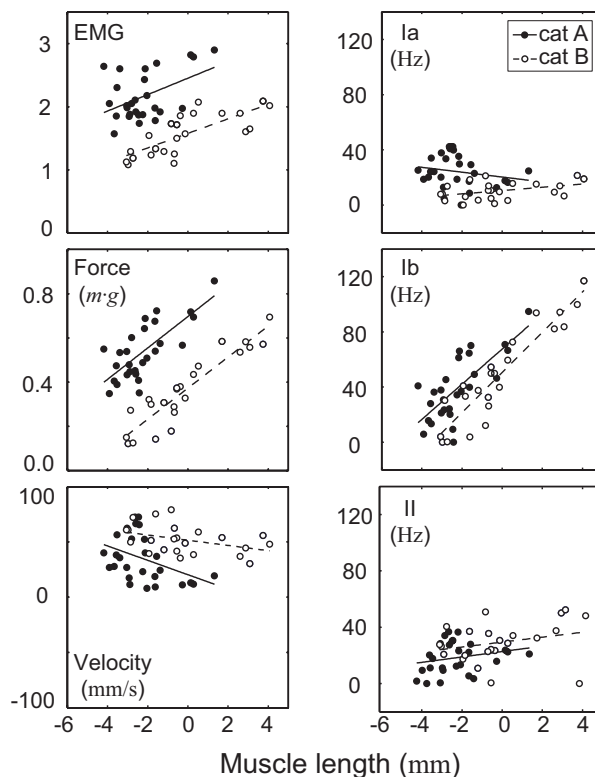 EMG
3
2
1
0
Ia
(Hz)
140
120
80
40
0
cat A
cat B
Force
(m·g)
0.8
0.4
0.0
Ib
(Hz)
120
80
40
0
Velocity
(mm/s)
100
0
-100
-6 -4 -2 0 2 4
II
(Hz)
120
80
40
0
-6 -4 -2 0 2 4
Muscle length (mm)